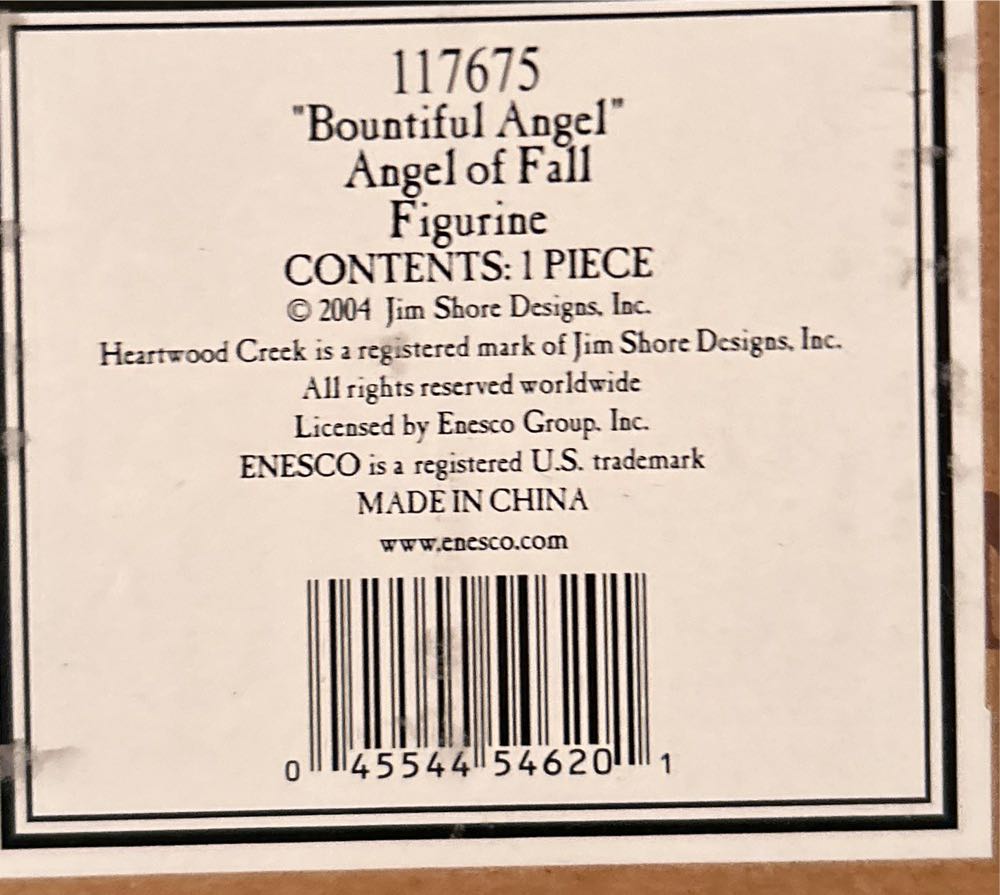 117675
"Bountiful Angel"
Angel of Fall
Figurine
CONTENTS: 1 PIECE
© 2004 Jim Shore Designs, Inc.
Heartwood Creek is a registered mark of Jim Shore Designs, Inc.
All rights reserved worldwide
Licensed by Enesco Group, Inc.
ENESCO is a registered U.S. trademark
MADE IN CHINA
www.enesco.com
0 45544 54620 1